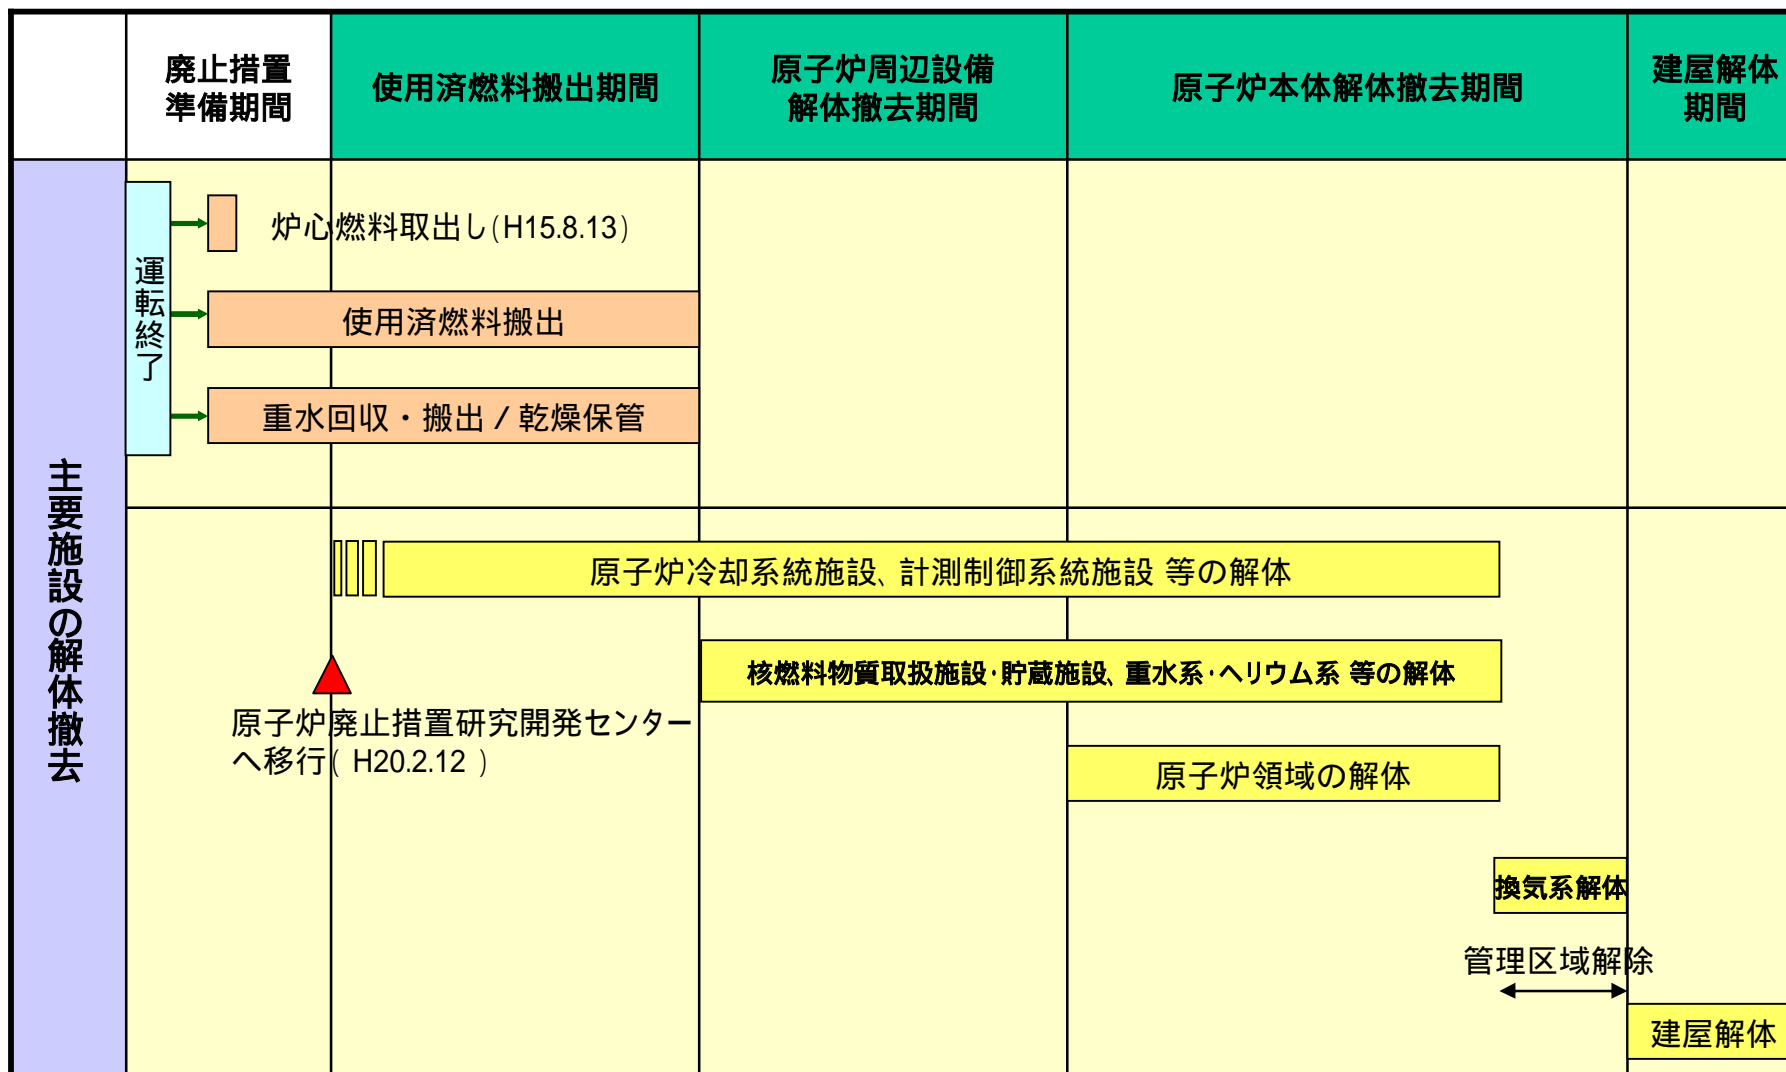 廃止措置
準備期間
使用済燃料搬出期間
原子炉周辺設備
解体撤去期間
原子炉本体解体撤去期間
建屋解体
期間
主要施設の解体撤去
運転終了
炉心燃料取出し(H15.8.13)
使用済燃料搬出
重水回収・搬出 / 乾燥保管
原子炉冷却系統施設、計測制御系統施設 等の解体
核燃料物質取扱施設・貯蔵施設、重水系・ヘリウム系 等の解体
原子炉廃止措置研究開発センター
へ移行( H20.2.12 )
原子炉領域の解体
換気系解体
管理区域解除
建屋解体